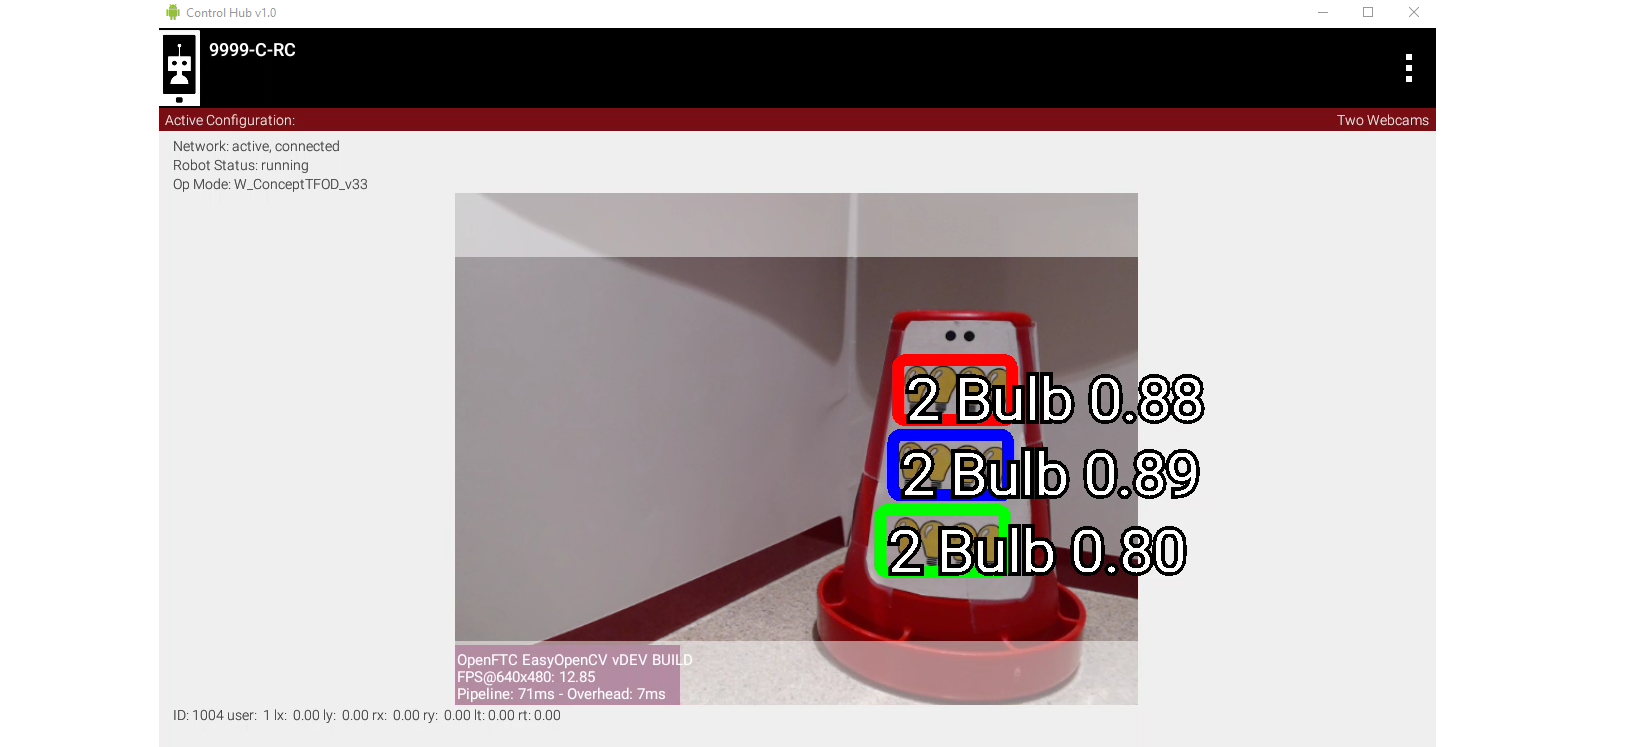 Control Hub v1.0
9999-C-RC
Active Configuration: Two Webcams
Network: active, connected
Robot Status: running
Op Mode: W_ConceptTFOD_v33
2 Bulb 0.88
2 Bulb 0.89
2 Bulb 0.80
OpenFTC EasyOpenCV vDEV BUILD
FPS@640x480: 12.85
Pipeline: 71ms - Overhead: 7ms
ID: 1004 user: 1 lx: 0.00 ly: 0.00 rx: 0.00 ry: 0.00 lt: 0.00 rt: 0.00